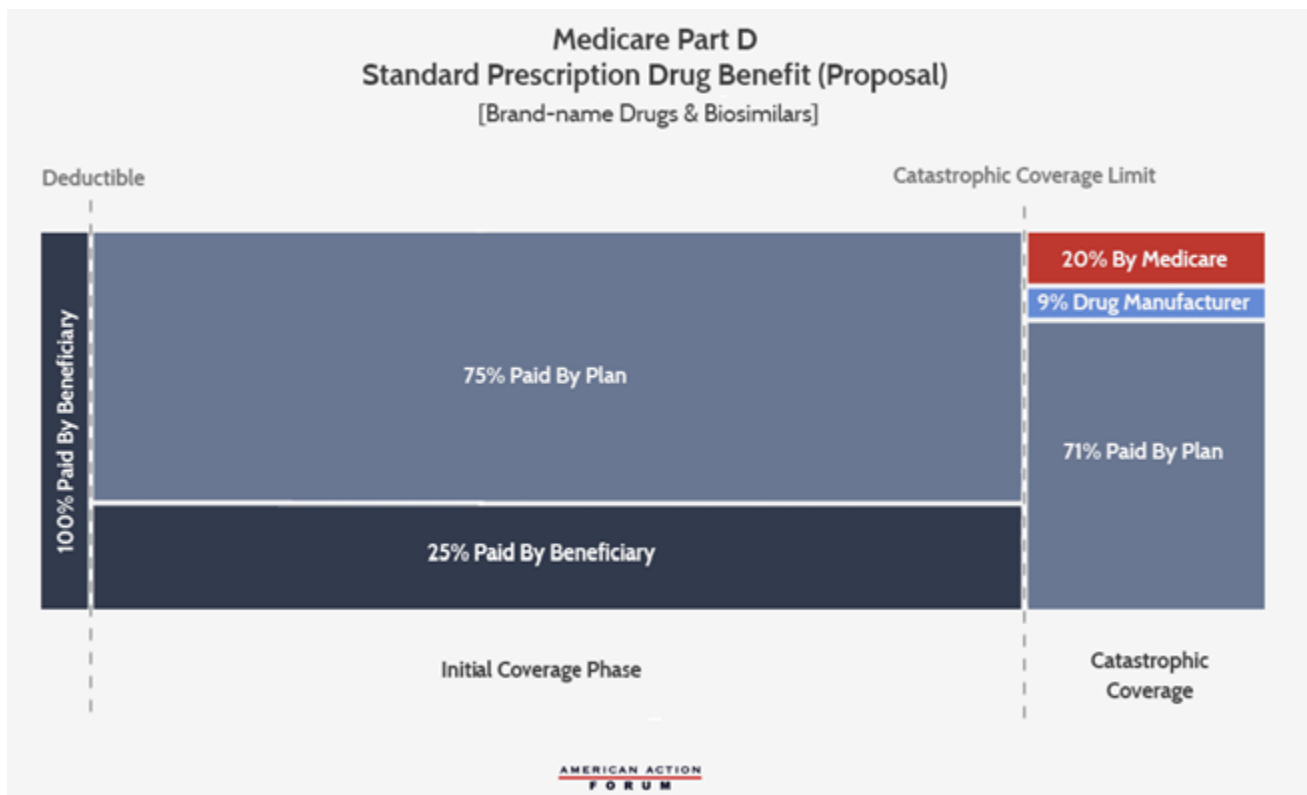 Medicare Part D
Standard Prescription Drug Benefit (Proposal)
[Brand-name Drugs & Biosimilars]
Deductible
Catastrophic Coverage Limit
100% Paid By Beneficiary
75% Paid By Plan
25% Paid By Beneficiary
20% By Medicare
9% Drug Manufacturer
71% Paid By Plan
Initial Coverage Phase
Catastrophic
Coverage
AMERICAN ACTION
FORUM